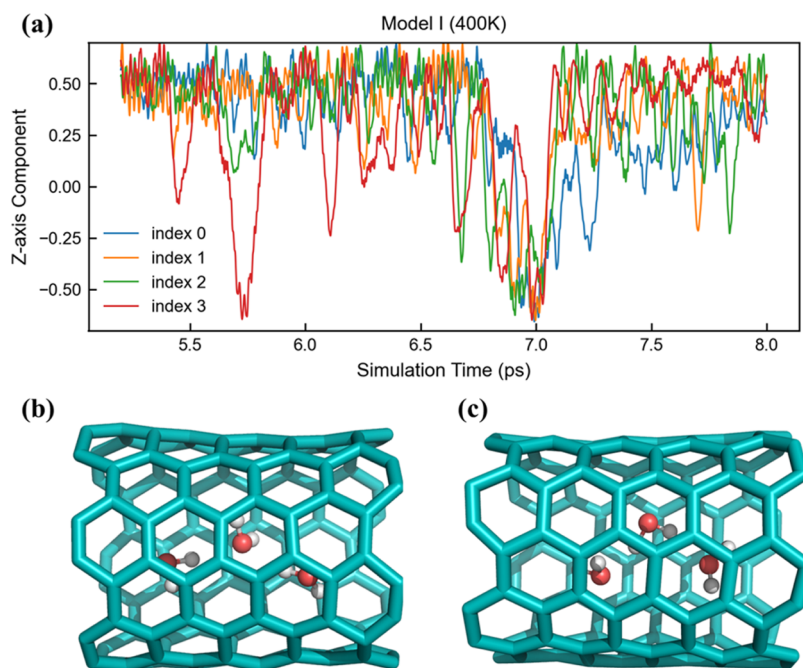 (a)
Model I (400K)
Z-axis Component
0.50
0.25
0.00
−0.25
−0.50
index 0
index 1
index 2
index 3
5.5 6.0 6.5 7.0 7.5 8.0
Simulation Time (ps)
(b) (c)